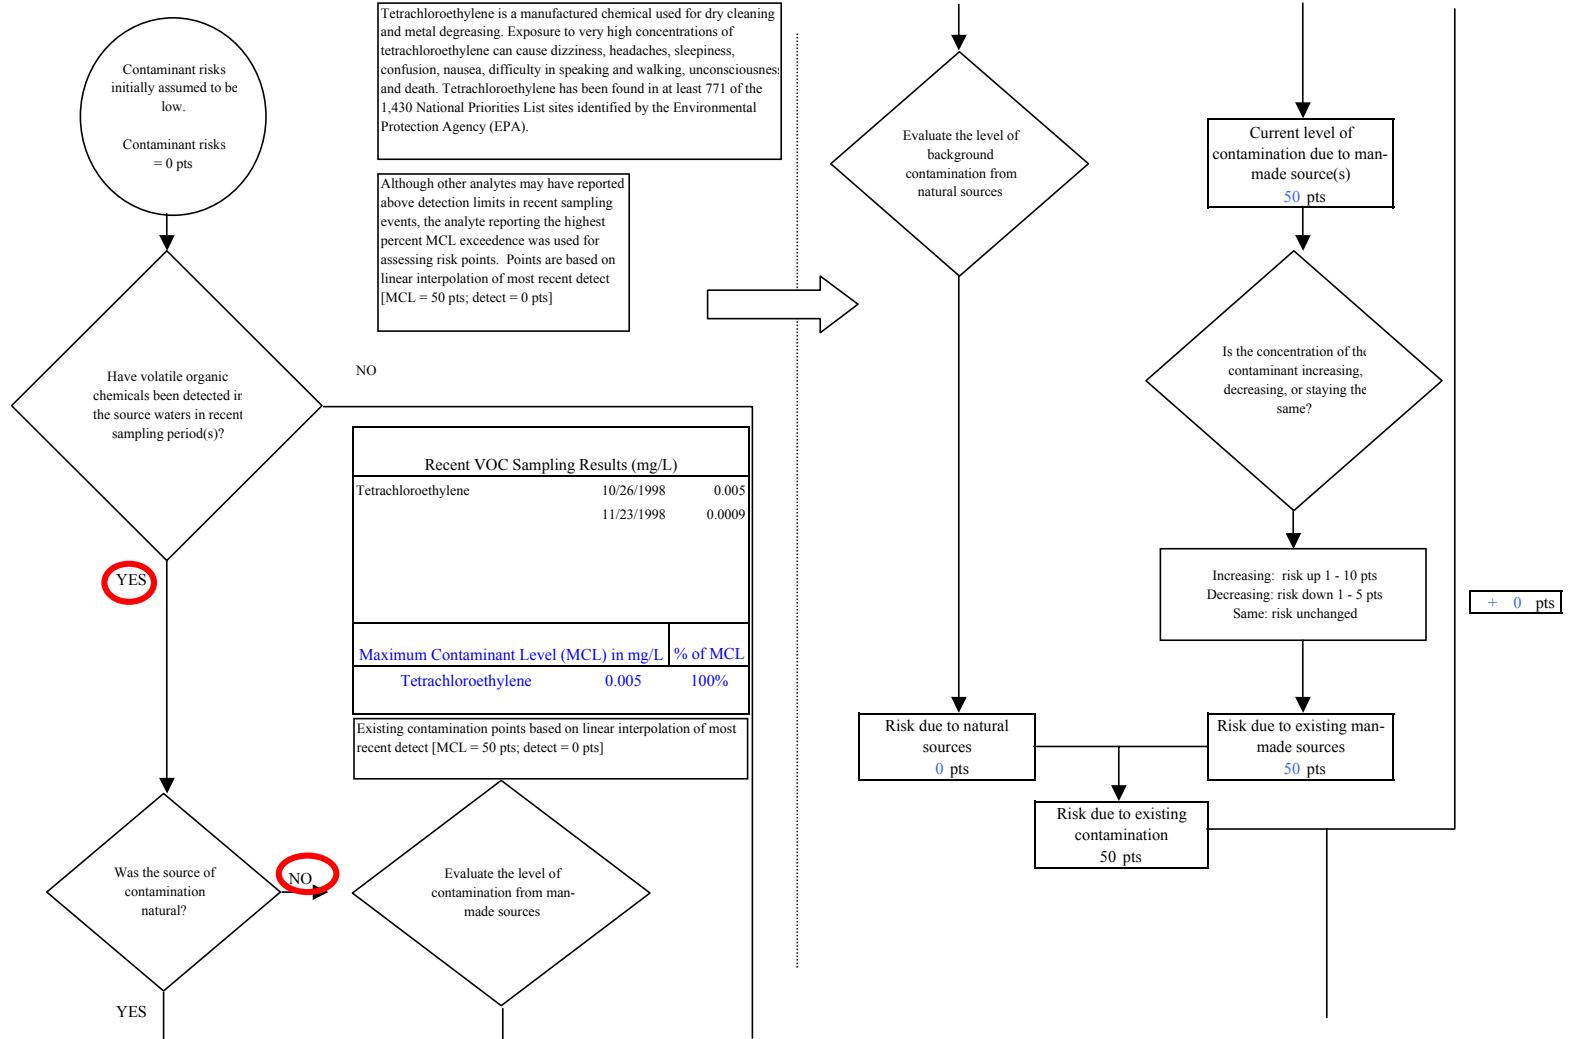 Contaminant risks
initially assumed to be
low.
Contaminant risks
= 0 pts
Tetrachloroethylene is a manufactured chemical used for dry cleaning
and metal degreasing. Exposure to very high concentrations of
tetrachloroethylene can cause dizziness, headaches, sleepiness,
confusion, nausea, difficulty in speaking and walking, unconsciousness
and death. Tetrachloroethylene has been found in at least 771 of the
1,430 National Priorities List sites identified by the Environmental
Protection Agency (EPA).
Although other analytes may have reported
above detection limits in recent sampling
events, the analyte reporting the highest
percent MCL exceedence was used for
assessing risk points.  Points are based on
linear interpolation of most recent detect
[MCL = 50 pts; detect = 0 pts]
Have volatile organic
chemicals been detected in
the source waters in recent
sampling period(s)?
NO
YES
Recent VOC Sampling Results (mg/L)
Tetrachloroethylene 10/26/1998 0.005
11/23/1998 0.0009
Maximum Contaminant Level (MCL) in mg/L % of MCL
Tetrachloroethylene 0.005 100%
Existing contamination points based on linear interpolation of most
recent detect [MCL = 50 pts; detect = 0 pts]
Was the source of
contamination
natural?
NO
YES
Evaluate the level of
contamination from man-
made sources
Evaluate the level of
background
contamination from
natural sources
Current level of
contamination due to man-
made source(s)
50 pts
Is the concentration of the
contaminant increasing,
decreasing, or staying the
same?
Increasing:  risk up 1 - 10 pts
Decreasing: risk down 1 - 5 pts
Same: risk unchanged
+ 0 pts
Risk due to natural
sources
0 pts
Risk due to existing man-
made sources
50 pts
Risk due to existing
contamination
50 pts